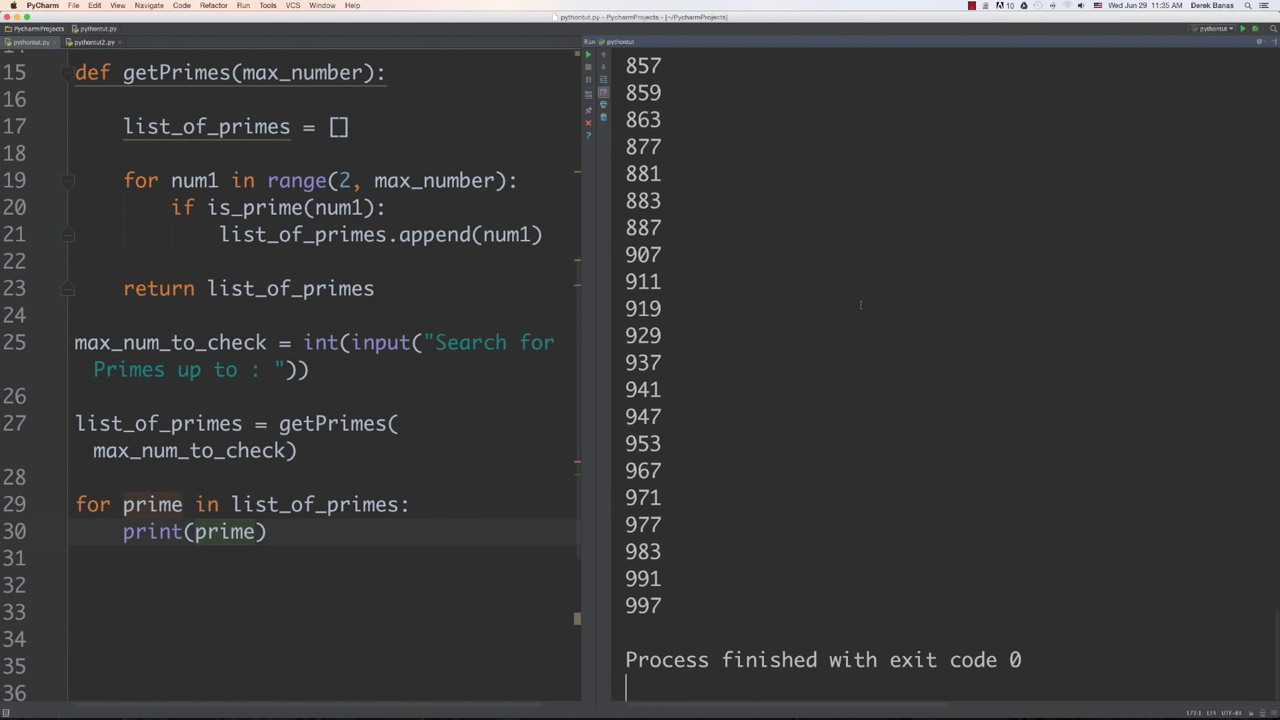 PyCharm File Edit View Navigate Code Refactor Run Tools VCS Window Help
10 Wed Jun 29 11:35 AM Derek Banas
pythontut.py - PycharmProjects - [~/PycharmProjects]
PycharmProjects pythontut.py
pythontut
pythontut.py pythontut2.py
Run pythontut
15 def getPrimes(max_number):
16
17 list_of_primes = []
18
19 for num1 in range(2, max_number):
20 if is_prime(num1):
21 list_of_primes.append(num1)
22
23 return list_of_primes
24
25 max_num_to_check = int(input("Search for
Primes up to : "))
26
27 list_of_primes = getPrimes(
max_num_to_check)
28
29 for prime in list_of_primes:
30 print(prime)
31
32
33
34
35
36
857
859
863
877
881
883
887
907
911
919
929
937
941
947
953
967
971
977
983
991
997
Process finished with exit code 0
173:1 LF‡ UTF-8‡